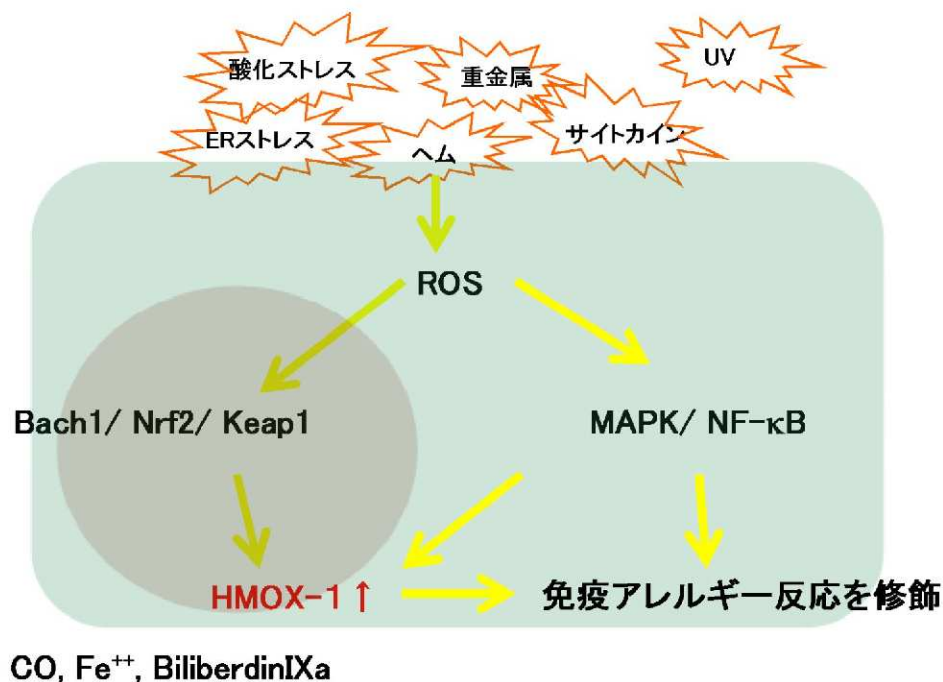 酸化ストレス
重金属
UV
ERストレス
ヘム
サイトカイン
ROS
Bach1/ Nrf2/ Keap1
MAPK/ NF-κB
HMOX-1↑
免疫アレルギー反応を修飾
CO, Fe⁺⁺, BiliberdinIXa